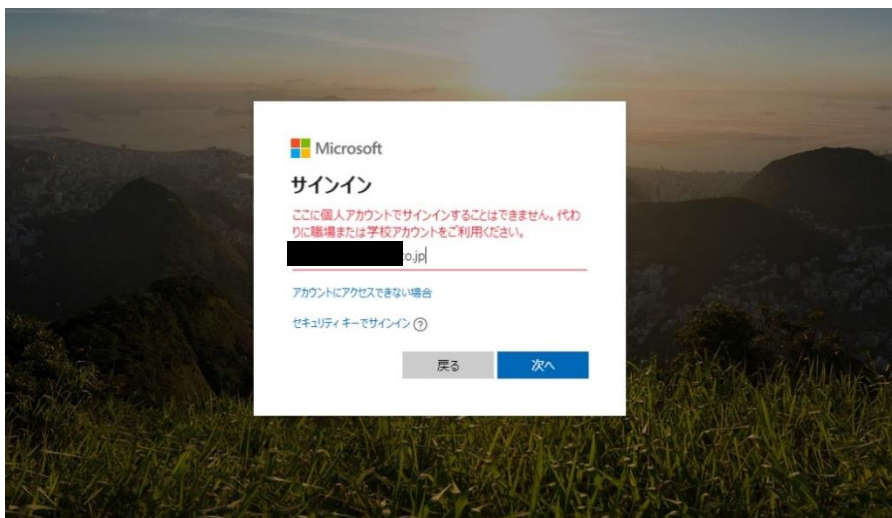 Microsoft
サインイン
ここに個人アカウントでサインインすることはできません。代わ
りに職場または学校アカウントをご利用ください。
o.jp
アカウントにアクセスできない場合
セキュリティ キーでサインイン
戻る
次へ